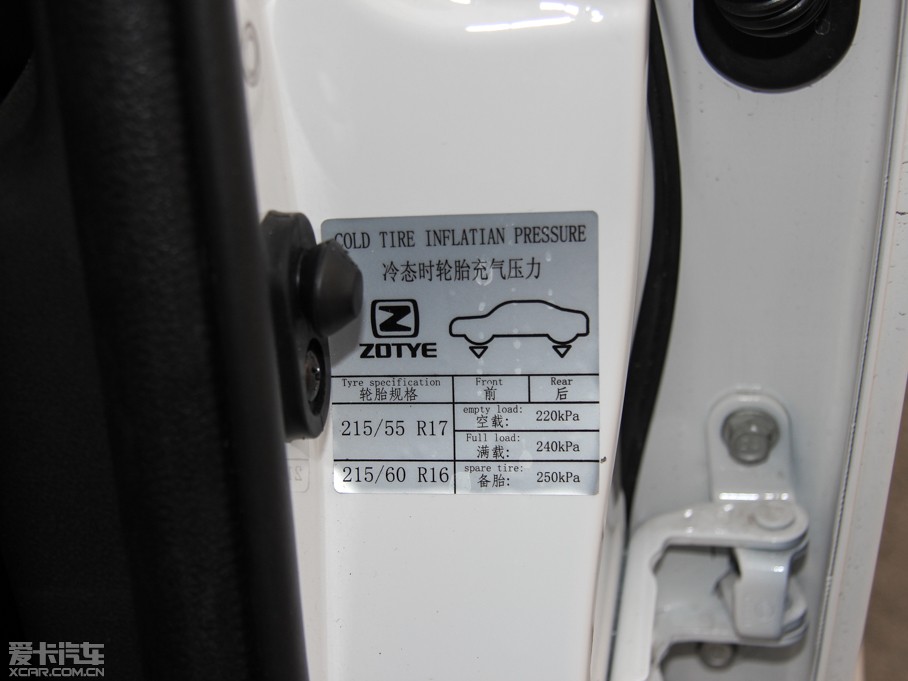 COLD TIRE INFLATIAN PRESSURE
冷态时轮胎充气压力
Z
ZOTYE
Tyre specification
轮胎规格
Front
前
Rear
后
215/55 R17
empty load:
空载: 220kPa
Full load:
满载: 240kPa
215/60 R16
spare tire:
备胎: 250kPa
爱卡汽车
XCAR.COM.CN